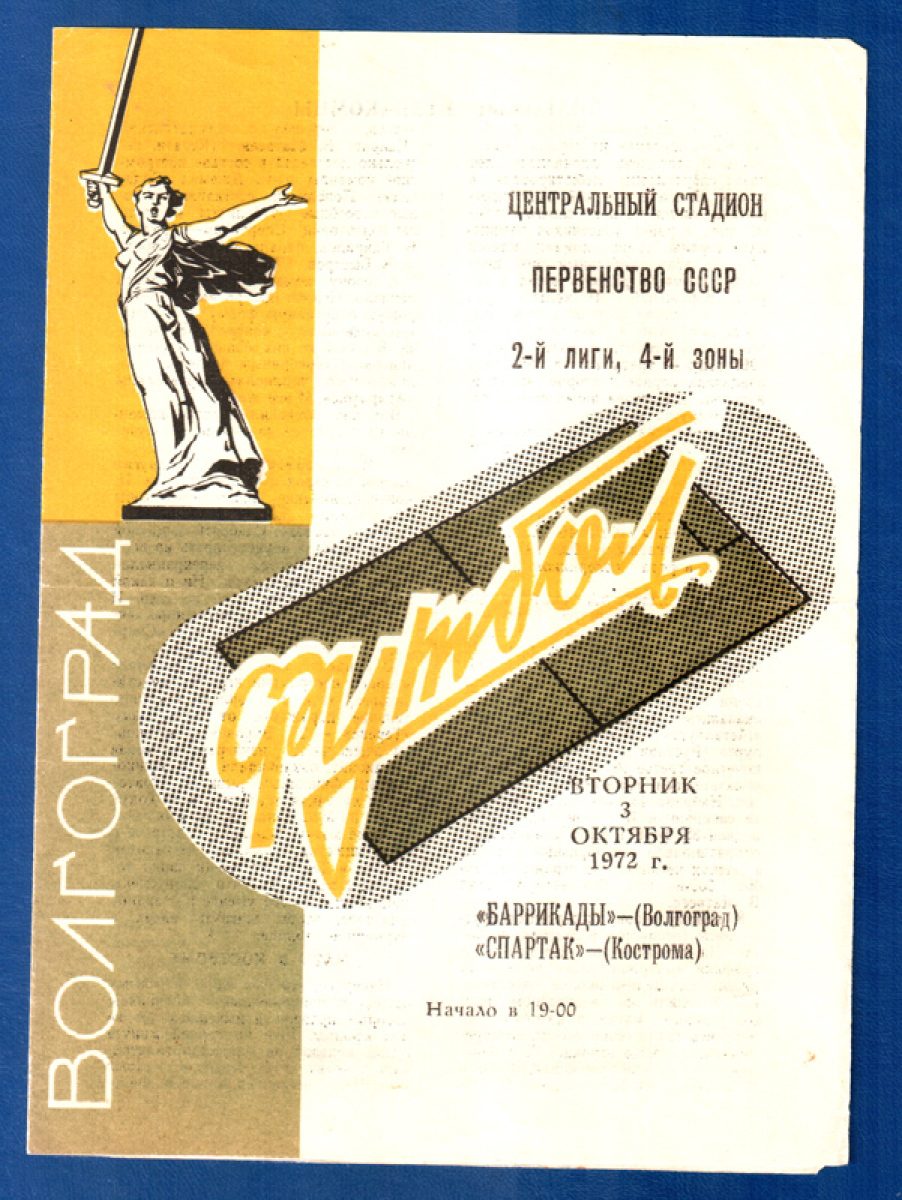 ЦЕНТРАЛЬНЫЙ СТАДИОН
ПЕРВЕНСТВО СССР
2-й ЛИГИ, 4-й ЗОНЫ
ВОЛГОГРАД
футбол
ВТОРНИК
3
ОКТЯБРЯ
1972 г.
«БАРРИКАДЫ»—(Волгоград)
«СПАРТАК»—(Кострома)
Начало в 19-00